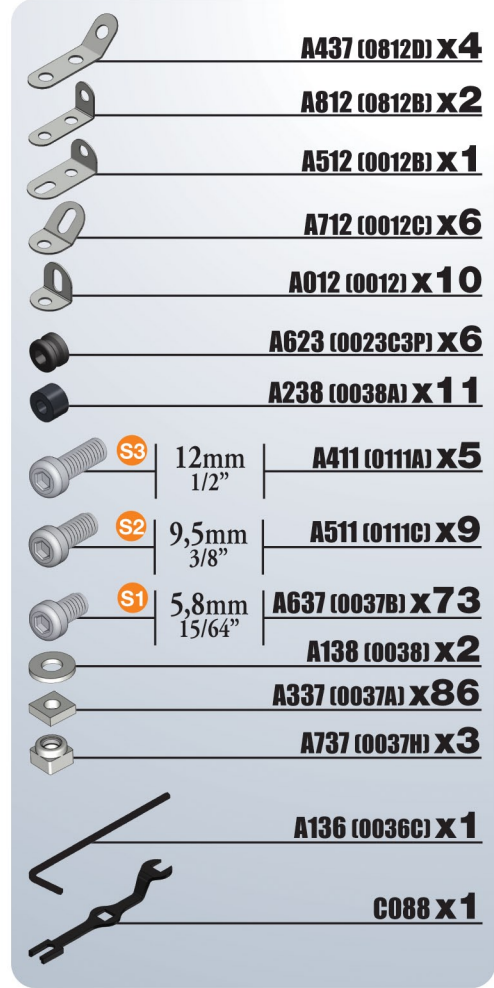 A437 (0812D) x4
A812 (0812B) x2
A512 (0012B) x1
A712 (0012C) x6
A012 (0012) x10
A623 (0023C3P) x6
A238 (0038A) x11
S3 12mm A411 (0111A) x5
1/2”
S2 9,5mm A511 (0111C) x9
3/8”
S1 5,8mm A637 (0037B) x73
15/64”
A138 (0038) x2
A337 (0037A) x86
A737 (0037H) x3
A136 (0036C) x1
C088 x1